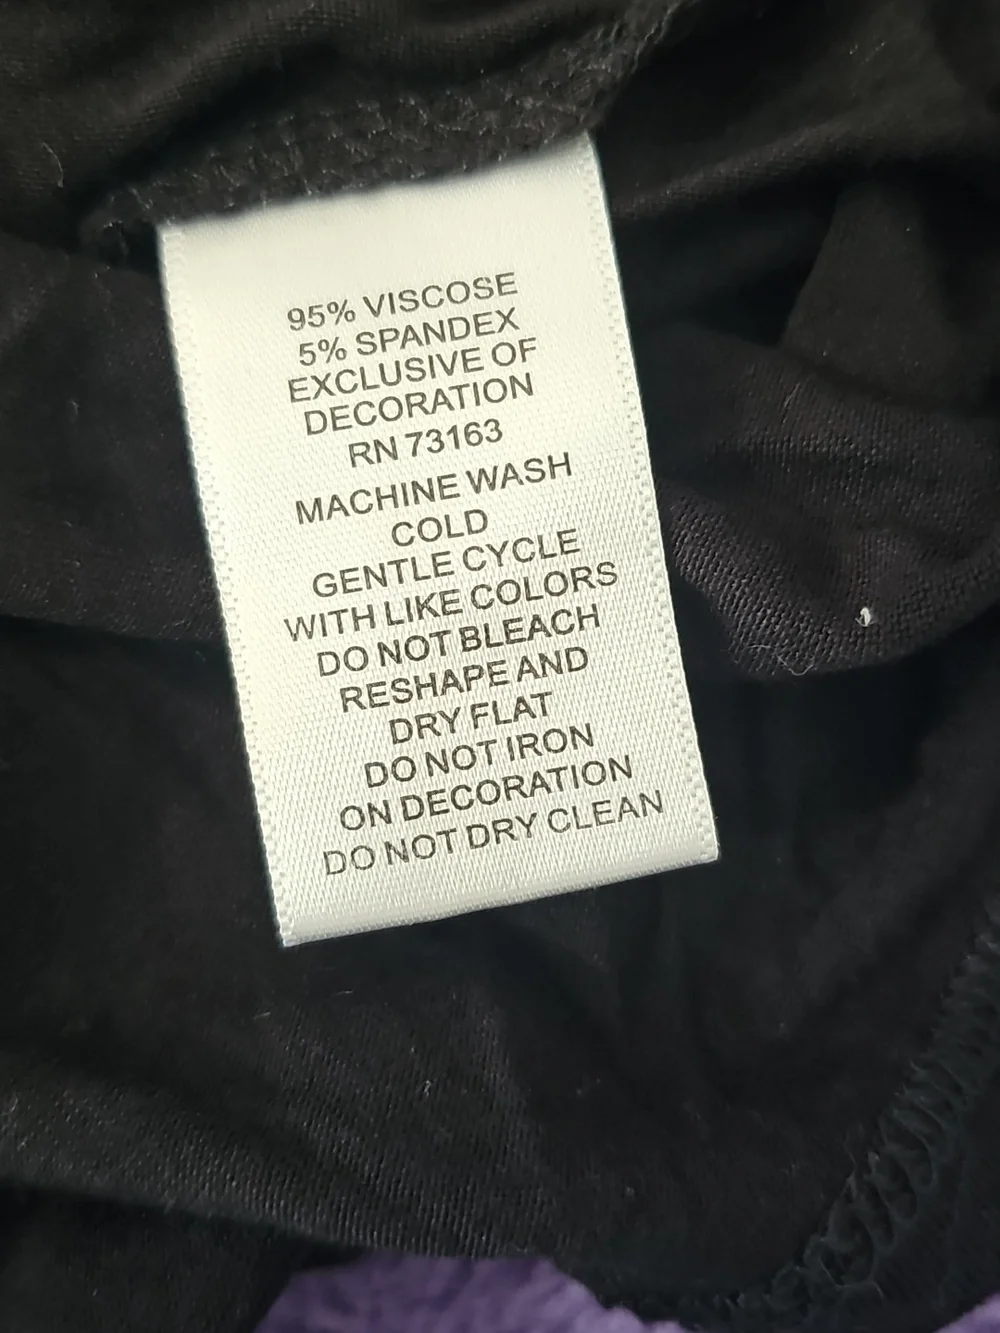 95% VISCOSE
5% SPANDEX
EXCLUSIVE OF
DECORATION
RN 73163
MACHINE WASH
COLD
GENTLE CYCLE
WITH LIKE COLORS
DO NOT BLEACH
RESHAPE AND
DRY FLAT
DO NOT IRON
ON DECORATION
DO NOT DRY CLEAN